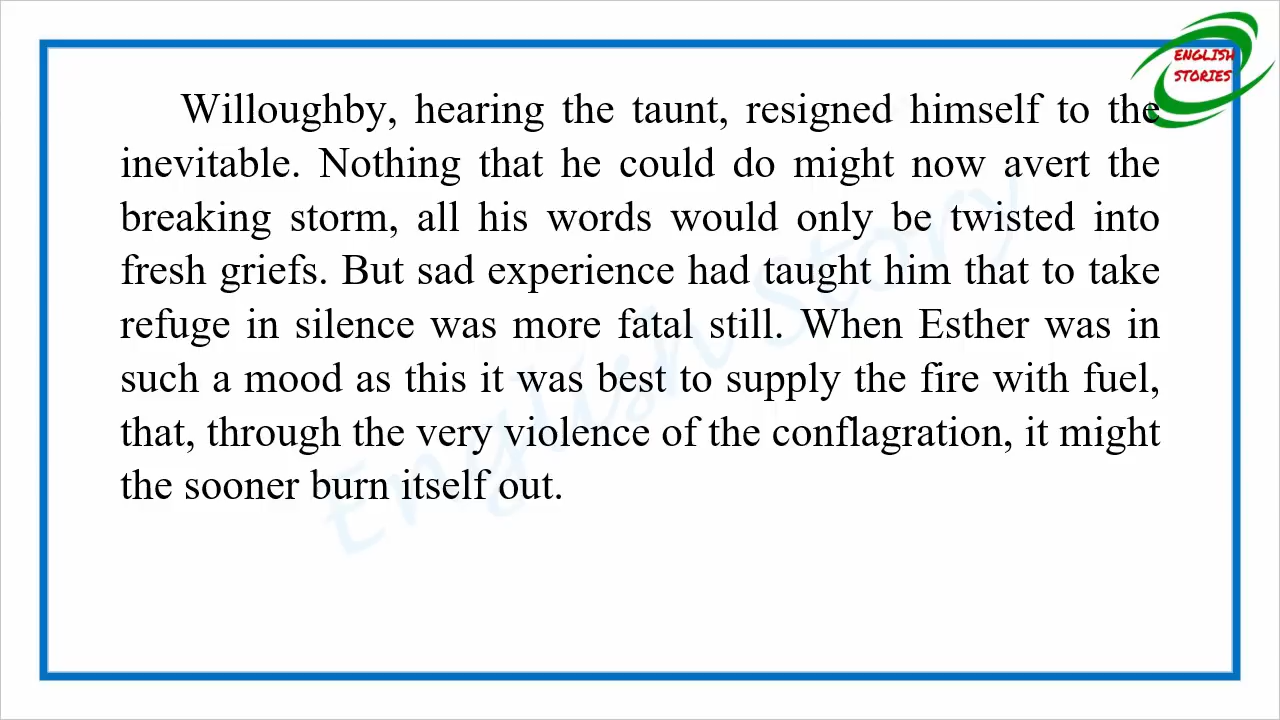 ENGLISH
STORIES
Willoughby, hearing the taunt, resigned himself to the
inevitable. Nothing that he could do might now avert the
breaking storm, all his words would only be twisted into
fresh griefs. But sad experience had taught him that to take
refuge in silence was more fatal still. When Esther was in
such a mood as this it was best to supply the fire with fuel,
that, through the very violence of the conflagration, it might
the sooner burn itself out.
English Story